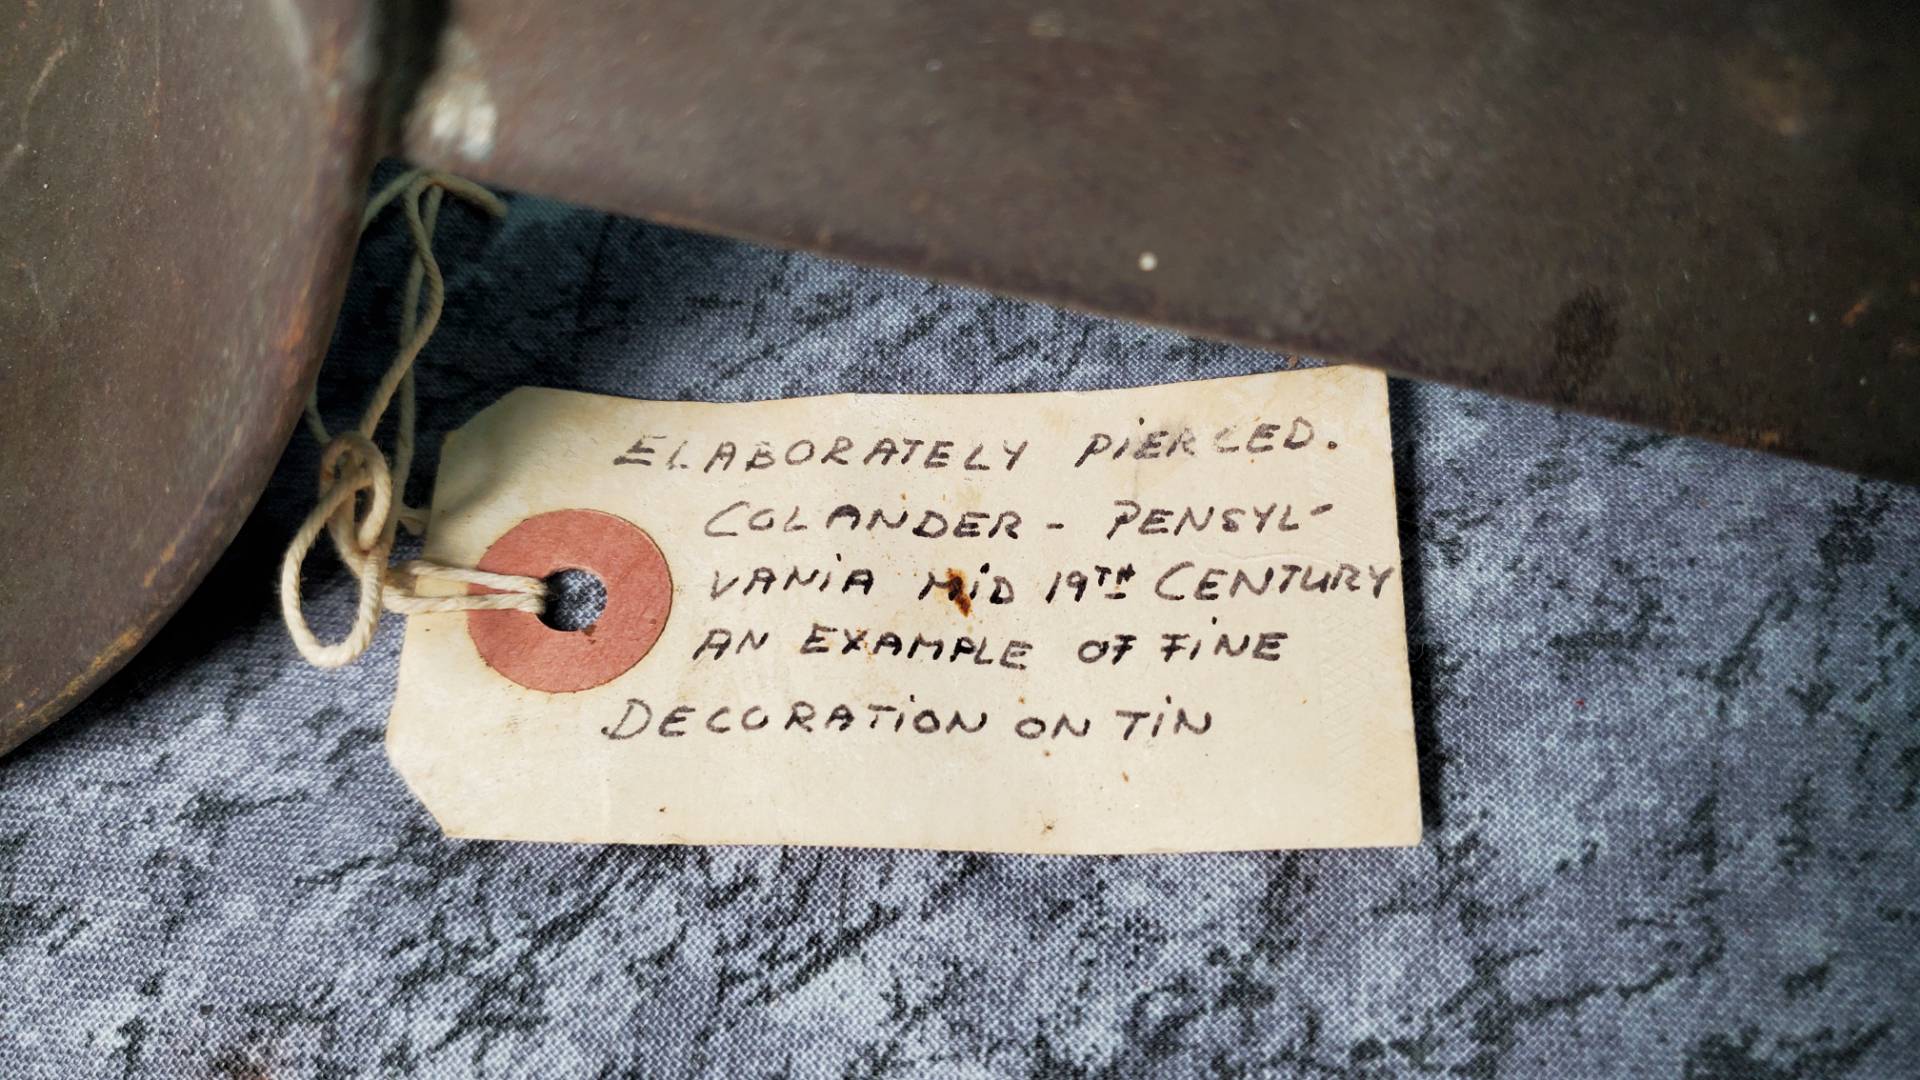 ELABORATELY PiERCED.
COLANDER - PENSYL-
VANiA MiD 19TH CENTURY
AN EXAMPLE OF FiNE
DECORATiON ON TiN